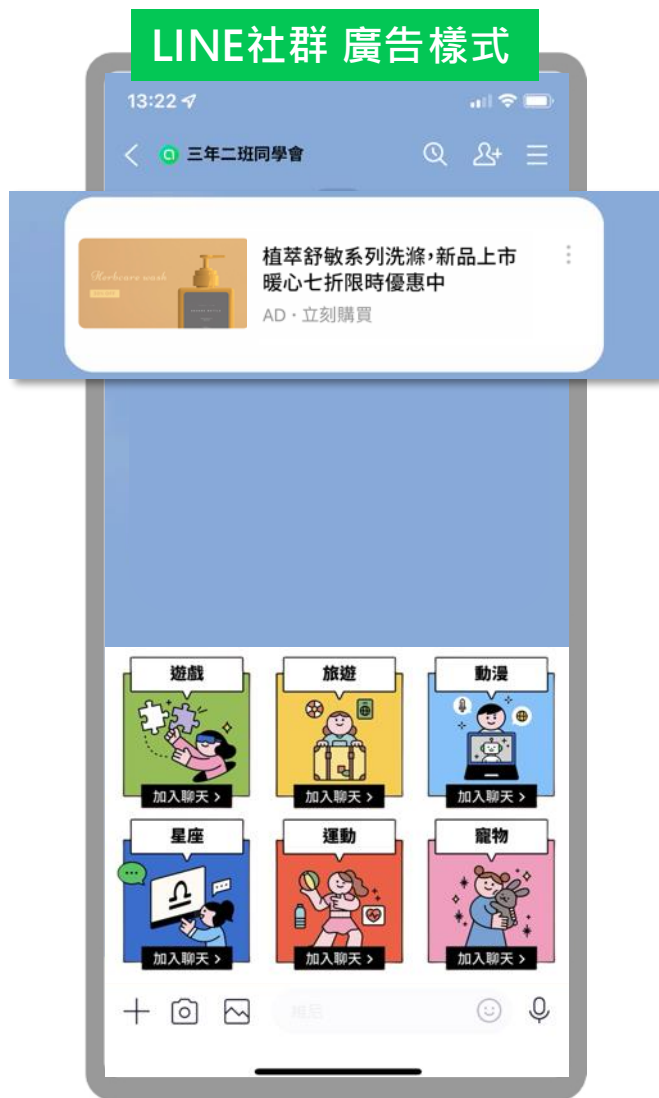 LINE社群 廣告樣式
13:22
三年二班同學會
Herbcare wash
植萃舒敏系列洗滌,新品上市
暖心七折限時優惠中
AD · 立刻購買
遊戲
旅遊
動漫
加入聊天 >
加入聊天 >
加入聊天 >
星座
運動
寵物
加入聊天 >
加入聊天 >
加入聊天 >